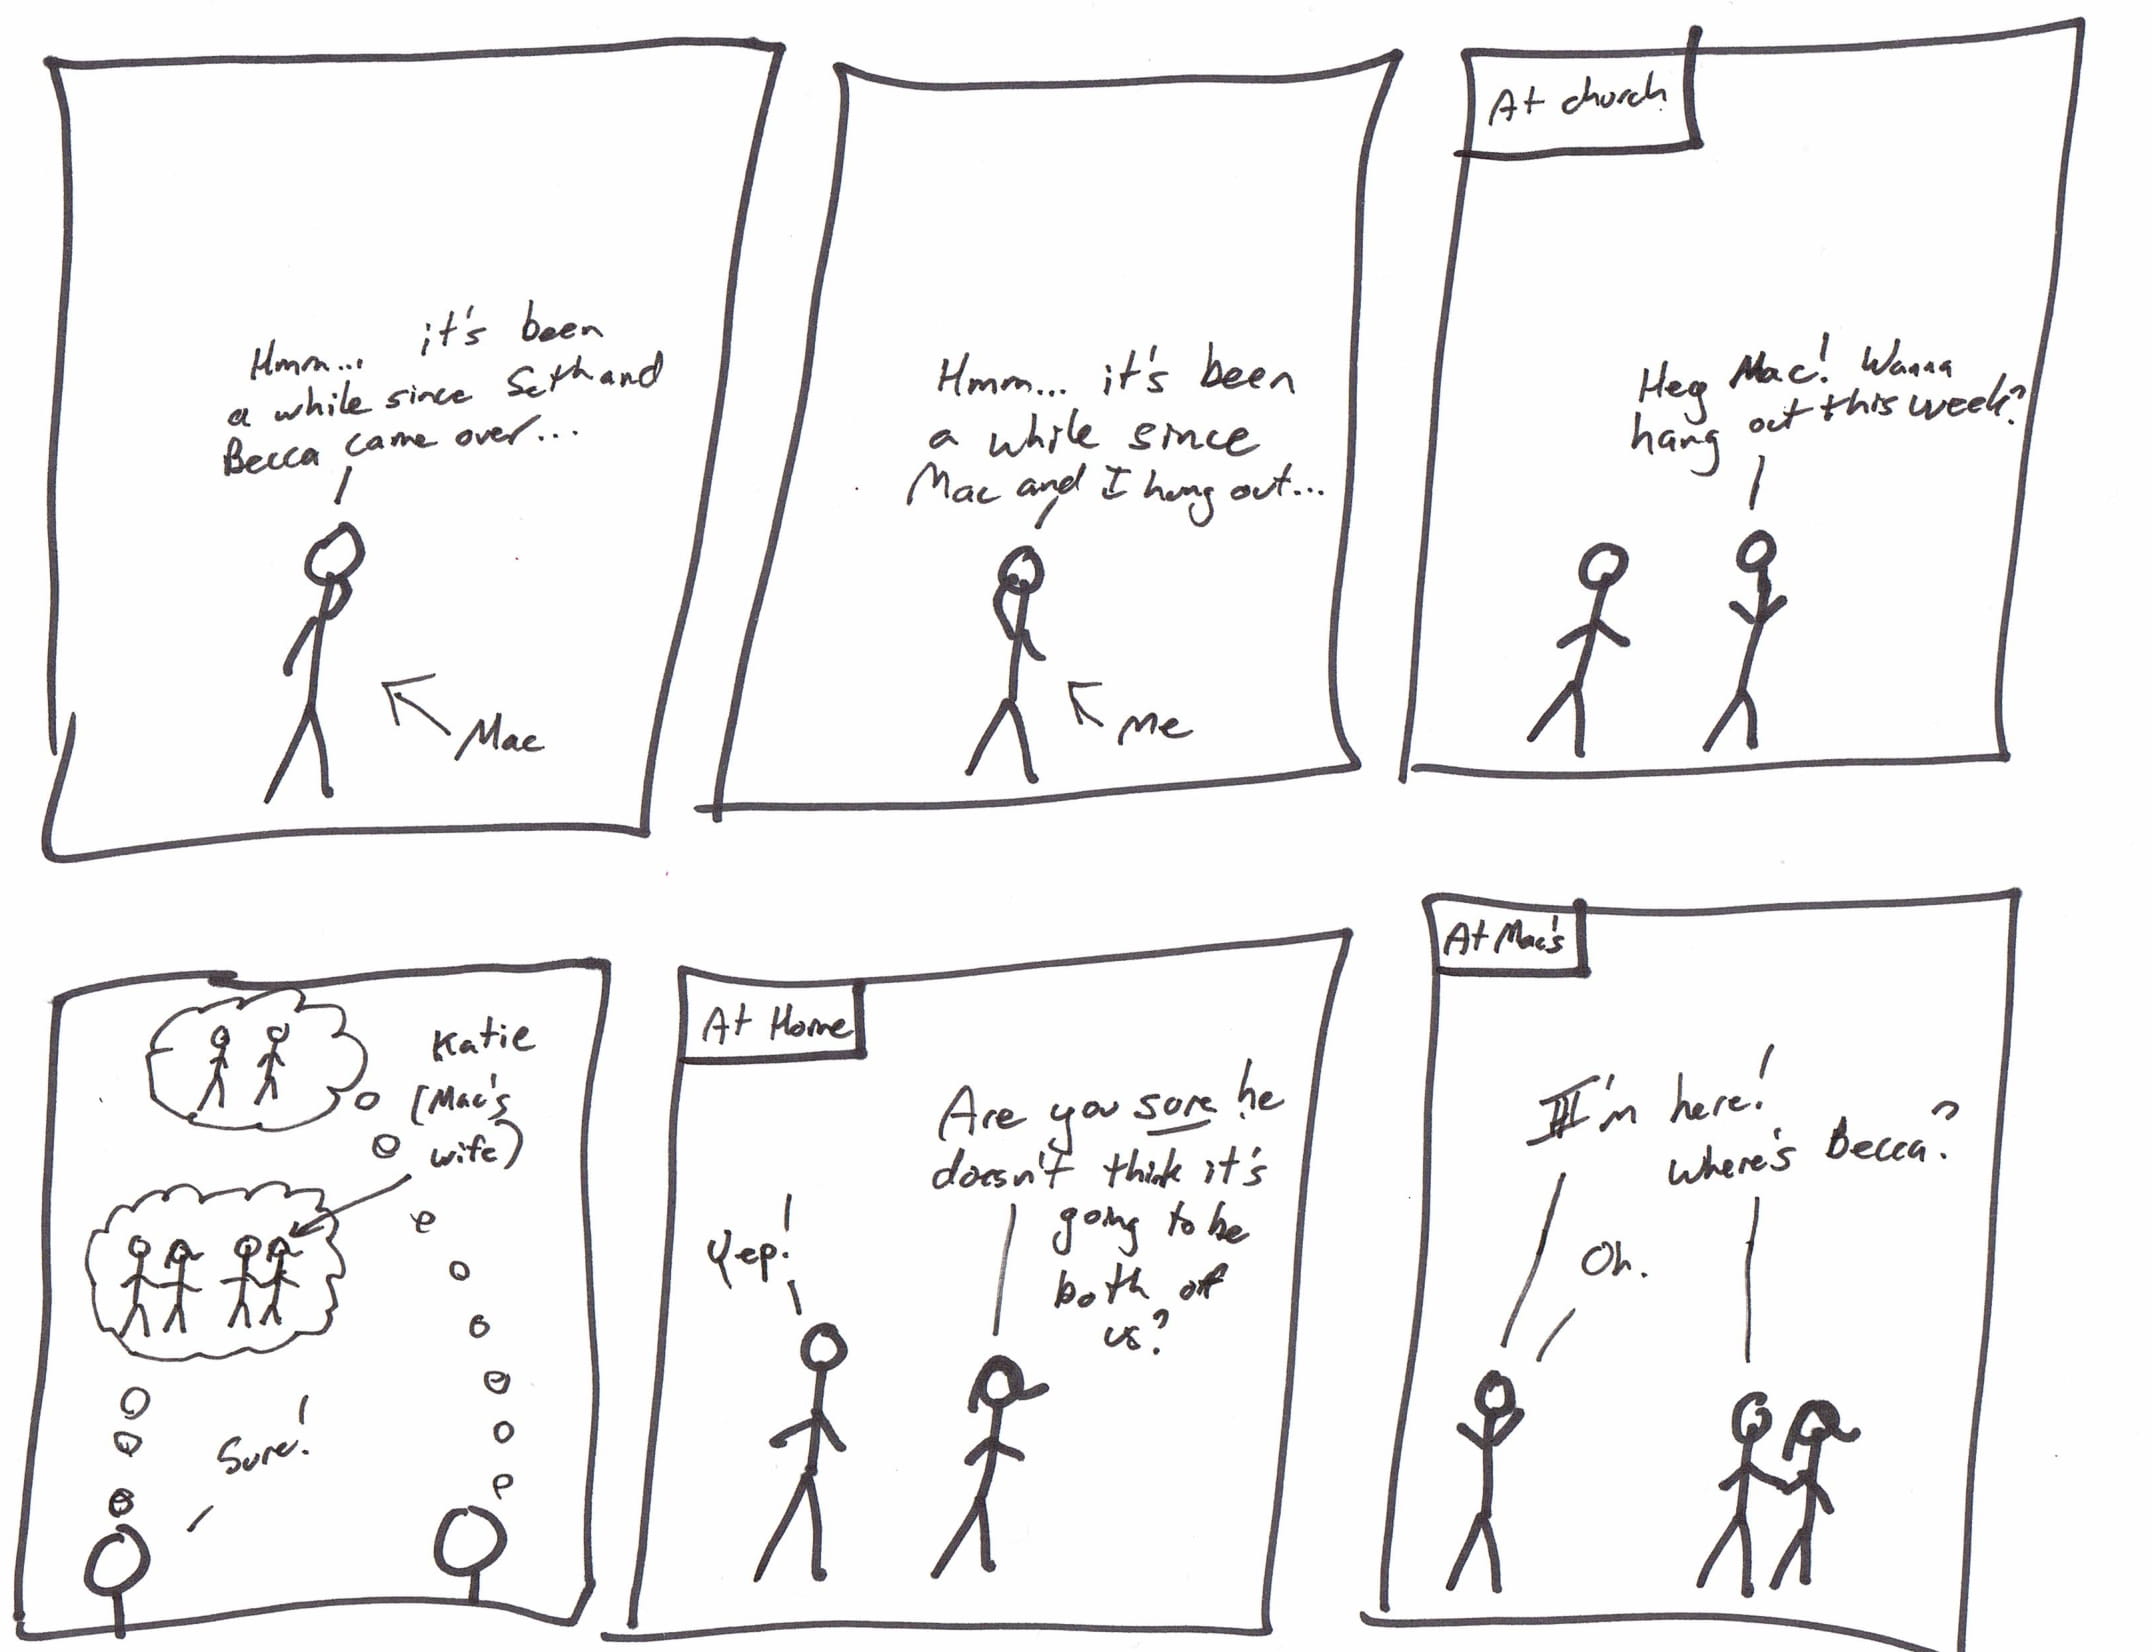 Hmm... it's been
a while since Seth and
Becca came over...
Mac
Hmm... it's been
a while since
Mac and I hung out...
Me
At church
Hey Mac! Wanna
hang out this week?
Katie
(Mac's
wife)
Sure!
At Home
Yep!
Are you sure he
doesn't think it's
going to be
both of
us?
At Mac's
I'm here!
Where's Becca?
Oh.